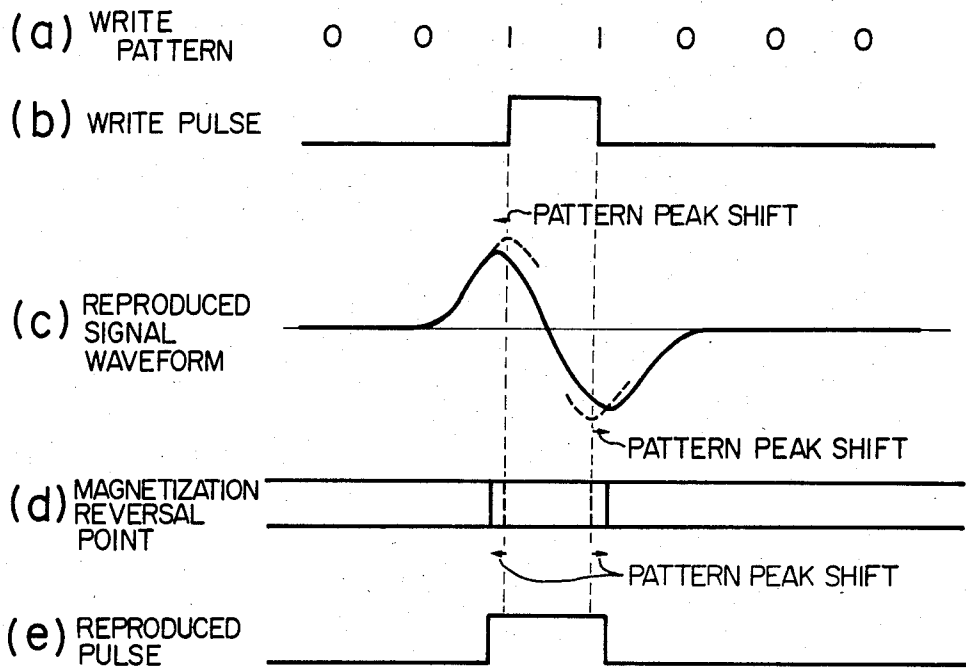 (a) WRITE
PATTERN
0 0 1 1 0 0 0
(b) WRITE PULSE
PATTERN PEAK SHIFT
(c) REPRODUCED
SIGNAL
WAVEFORM
PATTERN PEAK SHIFT
(d) MAGNETIZATION
REVERSAL
POINT
PATTERN PEAK SHIFT
(e) REPRODUCED
PULSE